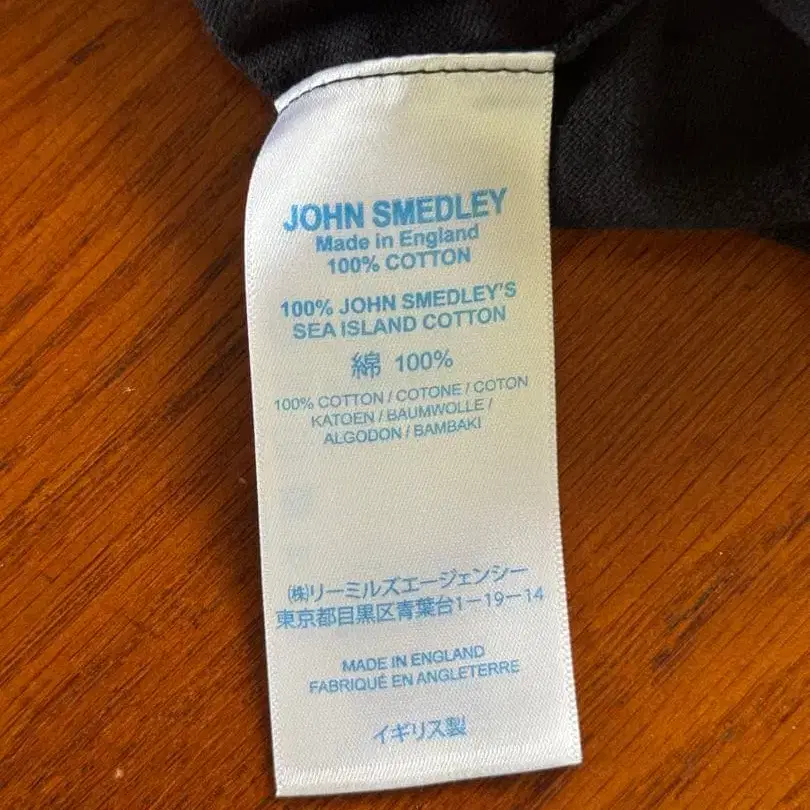 JOHN SMEDLEY
Made in England
100% COTTON
100% JOHN SMEDLEY'S
SEA ISLAND COTTON
綿 100%
100% COTTON / COTONE / COTON
KATOEN / BAUMWOLLE /
ALGODON / BAMBAKI
㈱リーミルズエージェンシー
東京都目黒区青葉台1-19-14
MADE IN ENGLAND
FABRIQUÉ EN ANGLETERRE
イギリス製